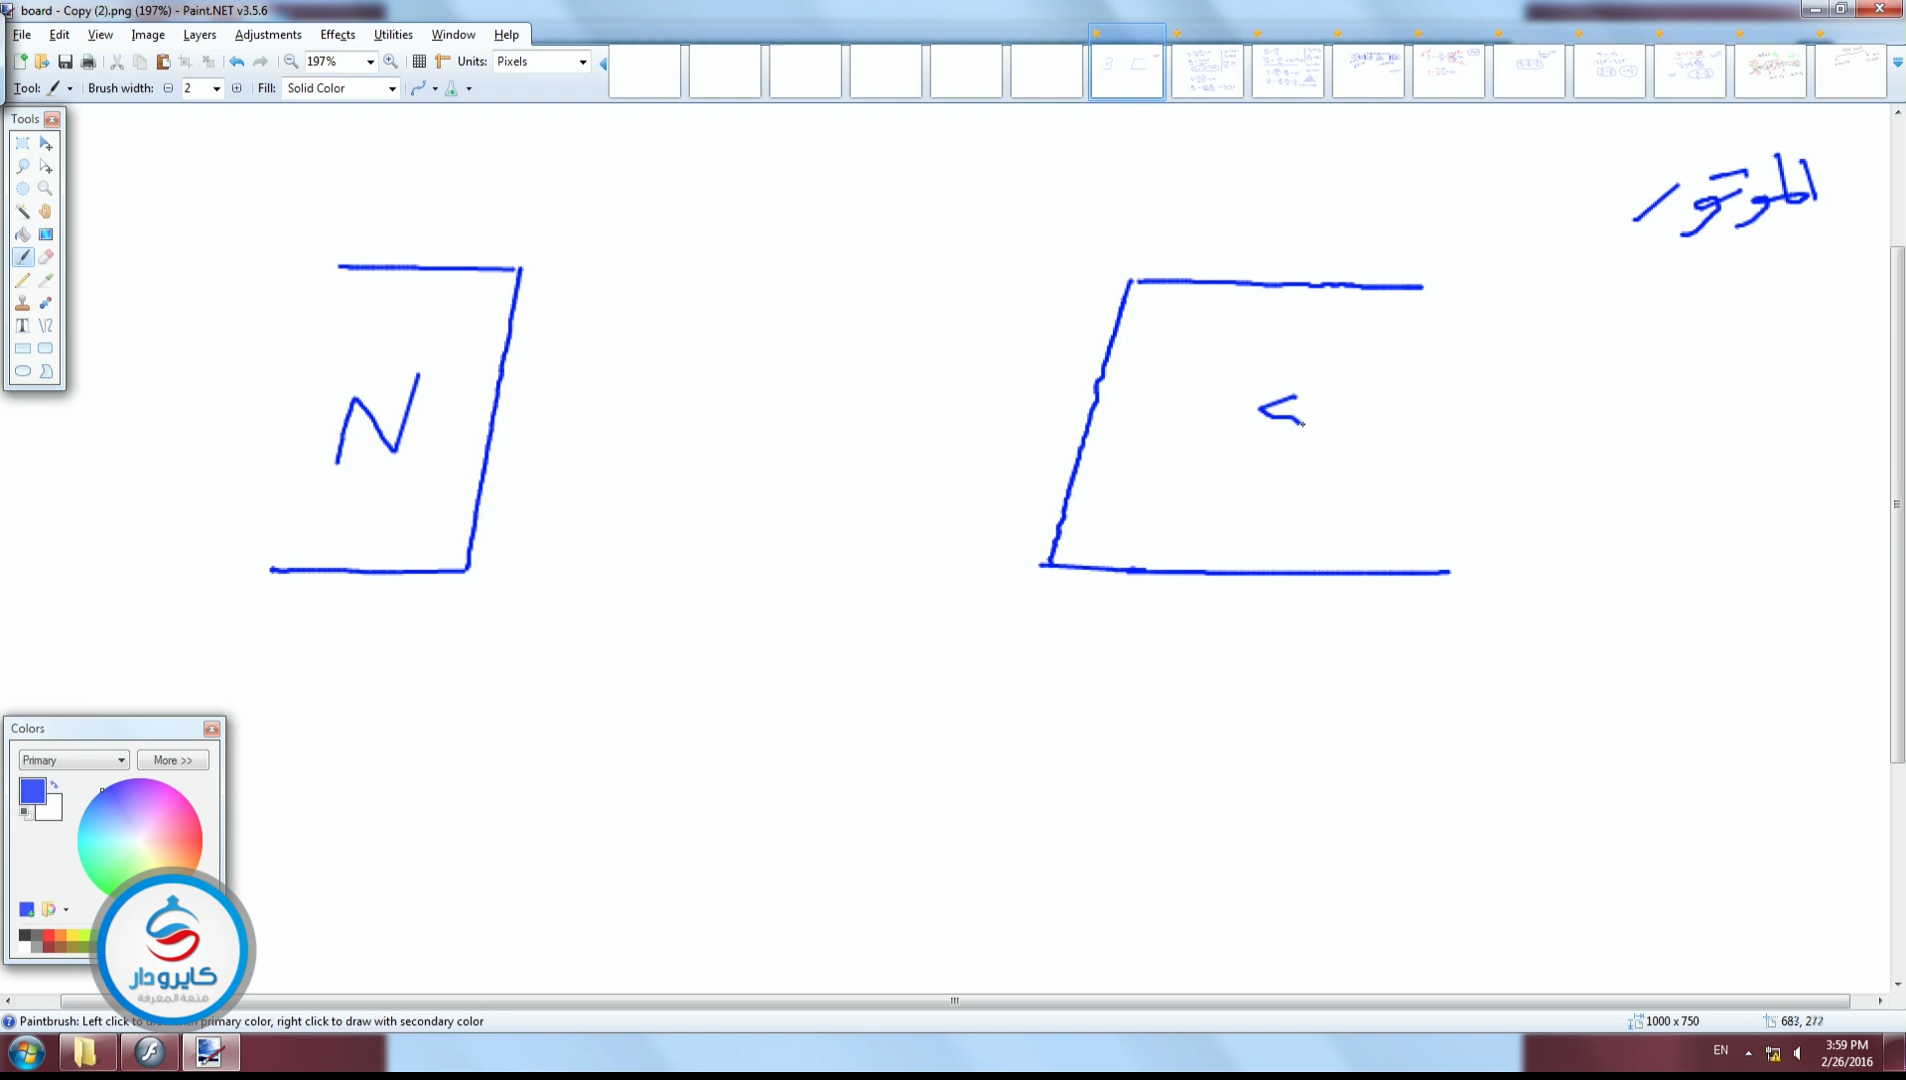 board - Copy (2).png (197%) - Paint.NET v3.5.6
File Edit View Image Layers Adjustments Effects Utilities Window Help
197% Units: Pixels
Tool: Brush width: 2 Fill: Solid Color
Tools
N
Colors
Primary More >>
كايرودار
متعة المعرفة
Paintbrush: Left click to draw with primary color, right click to draw with secondary color
1000 x 750
683, 272
EN
3:59 PM
2/26/2016